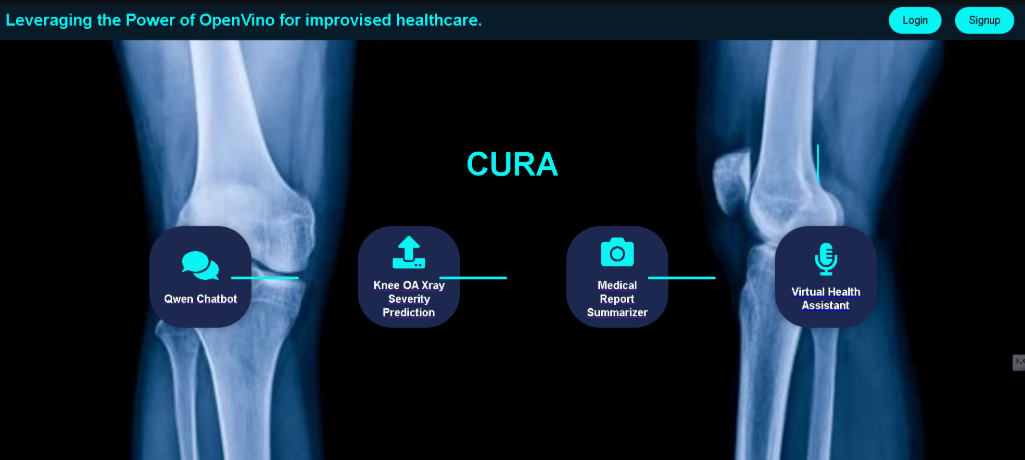 Leveraging the Power of OpenVino for improvised healthcare.
Login
Signup
CURA
Qwen Chatbot
Knee OA Xray
Severity
Prediction
Medical
Report
Summarizer
Virtual Health
Assistant